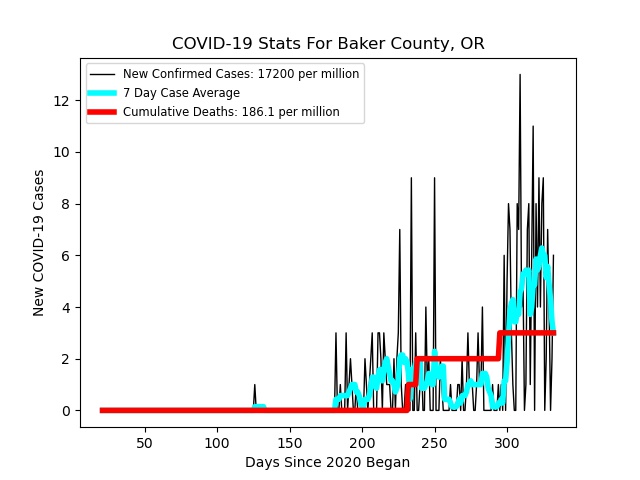 COVID-19 Stats For Baker County, OR
New Confirmed Cases: 17200 per million
7 Day Case Average
Cumulative Deaths: 186.1 per million
New COVID-19 Cases
12
10
8
6
4
2
0
50 100 150 200 250 300
Days Since 2020 Began